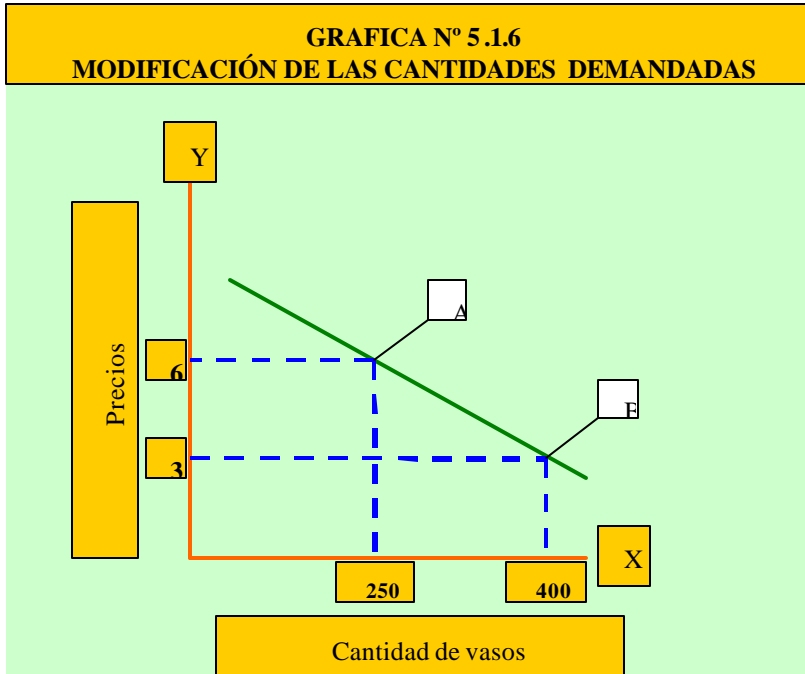 GRAFICA Nº 5.1.6
MODIFICACIÓN DE LAS CANTIDADES DEMANDADAS
Y
A
Precios
6
3
X
250
400
Cantidad de vasos